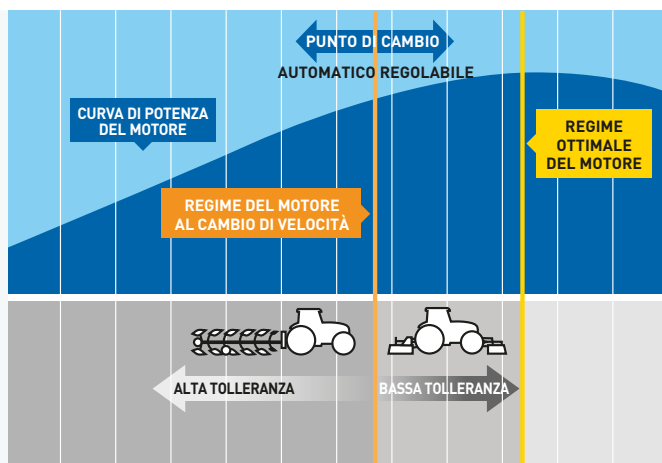 PUNTO DI CAMBIO
AUTOMATICO REGOLABILE
CURVA DI POTENZA
DEL MOTORE
REGIME
OTTIMALE
DEL MOTORE
REGIME DEL MOTORE
AL CAMBIO DI VELOCITÀ
ALTA TOLLERANZA
BASSA TOLLERANZA